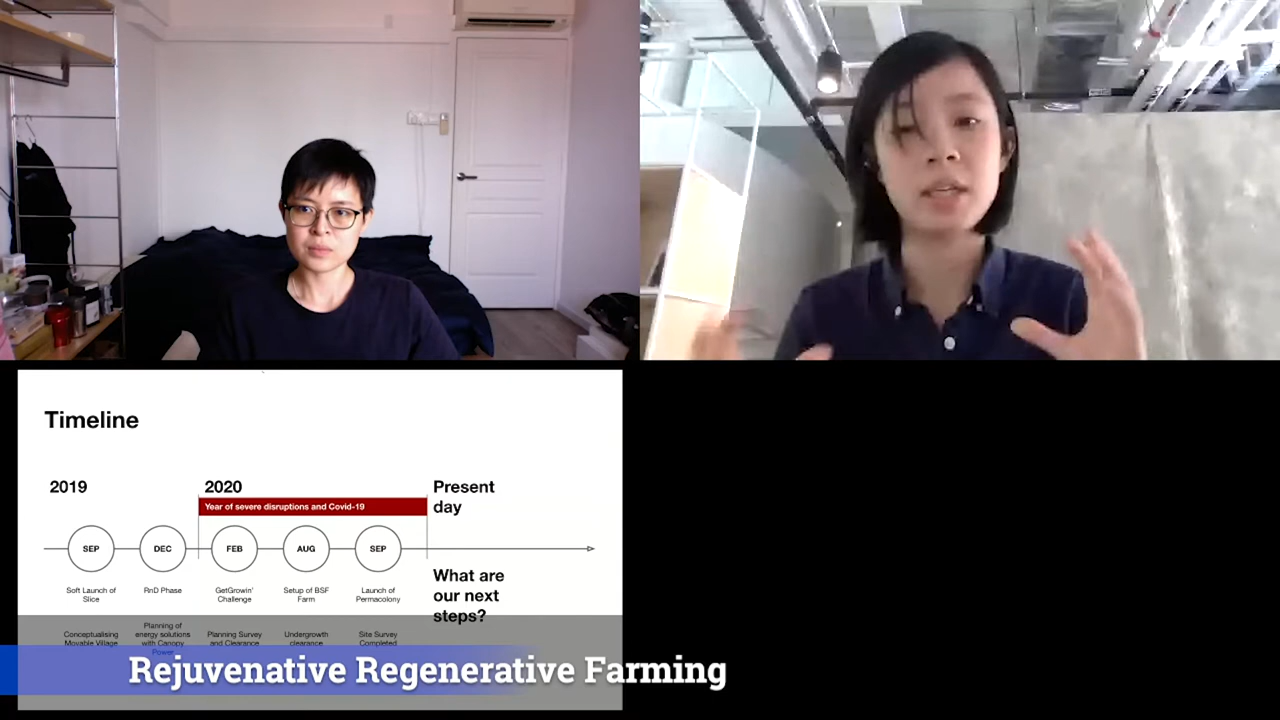 Timeline
2019
2020
Present
day
Year of severe disruptions and Covid-19
SEP
DEC
FEB
AUG
SEP
Soft Launch of
Slice
RnD Phase
GetGrowin'
Challenge
Setup of BSF
Farm
Launch of
Permacolony
What are
our next
steps?
Conceptualising
Movable Village
Planning of
energy solutions
with Canopy
Power
Planning Survey
and Clearance
Undergrowth
clearance
Site Survey
Completed
Rejuvenative Regenerative Farming